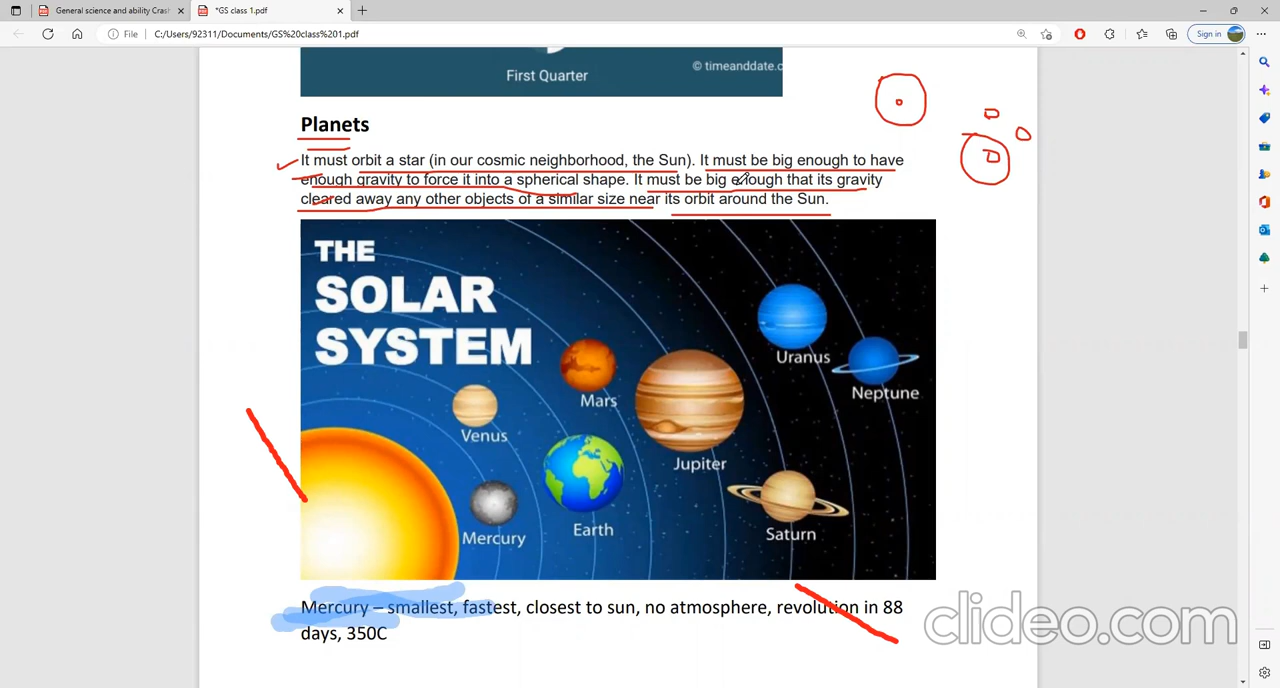 General science and ability Crash
*GS class 1.pdf
File
C:/Users/92311/Documents/GS%20class%201.pdf
Sign in
First Quarter
© timeanddate.c
Planets
It must orbit a star (in our cosmic neighborhood, the Sun). It must be big enough to have
enough gravity to force it into a spherical shape. It must be big enough that its gravity
cleared away any other objects of a similar size near its orbit around the Sun.
THE
SOLAR
SYSTEM
Uranus
Neptune
Mars
Venus
Jupiter
Earth
Saturn
Mercury
Mercury – smallest, fastest, closest to sun, no atmosphere, revolution in 88
days, 350C
clideo.com